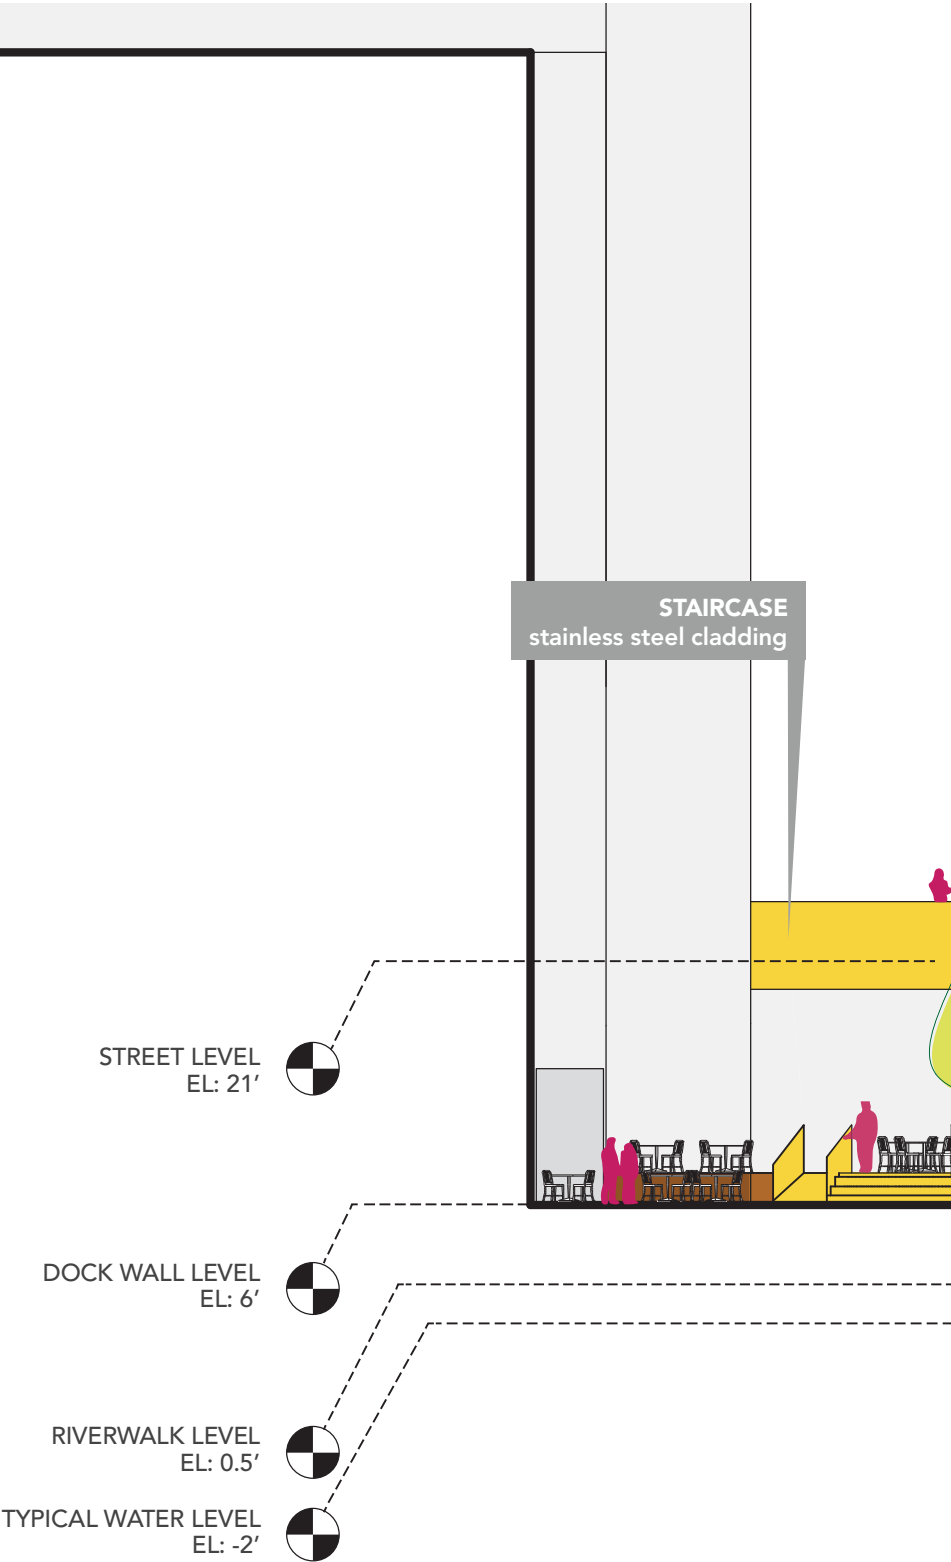 STAIRCASE
stainless steel cladding
STREET LEVEL
EL: 21’
DOCK WALL LEVEL
EL: 6’
RIVERWALK LEVEL
EL: 0.5’
TYPICAL WATER LEVEL
EL: -2’